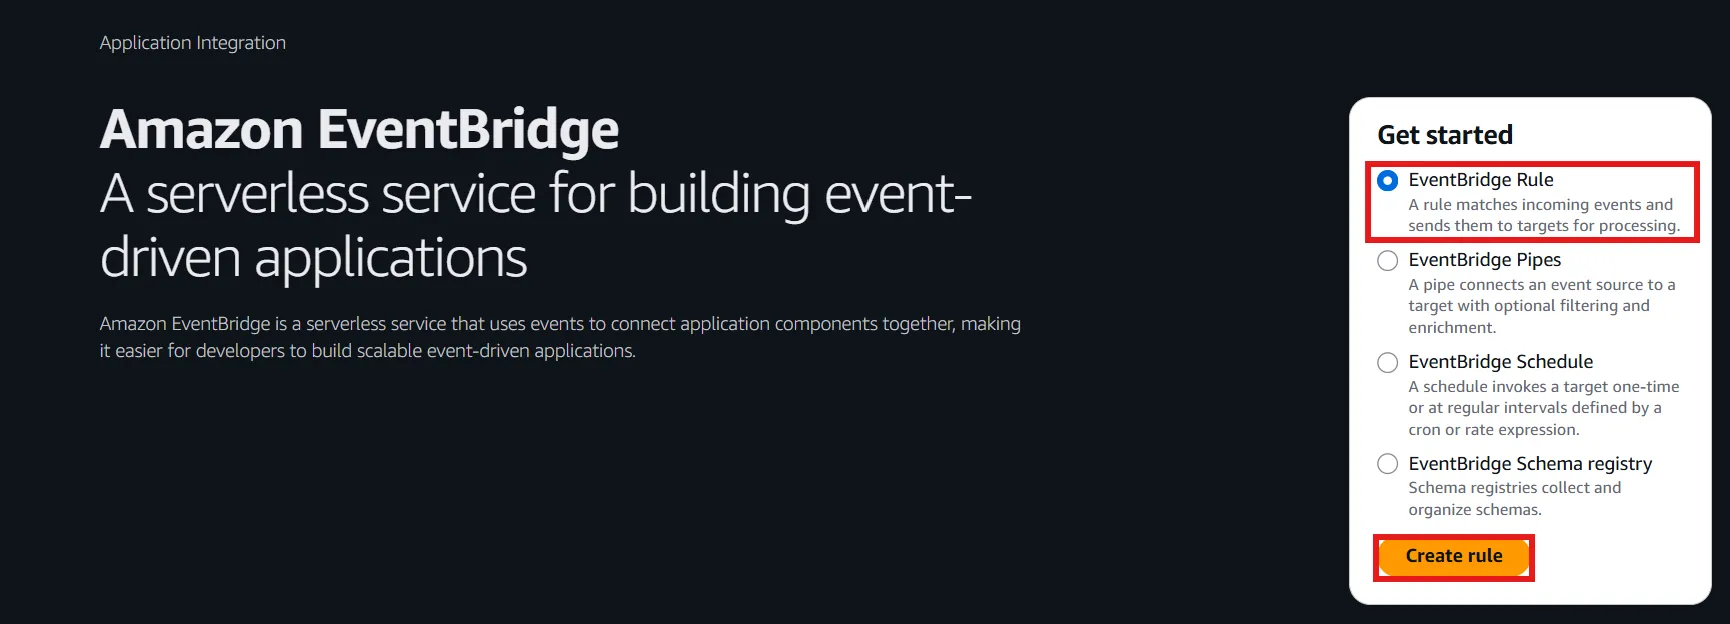 Application Integration
Amazon EventBridge
A serverless service for building event-
driven applications
Amazon EventBridge is a serverless service that uses events to connect application components together, making
it easier for developers to build scalable event-driven applications.
Get started
EventBridge Rule
A rule matches incoming events and
sends them to targets for processing.
EventBridge Pipes
A pipe connects an event source to a
target with optional filtering and
enrichment.
EventBridge Schedule
A schedule invokes a target one-time
or at regular intervals defined by a
cron or rate expression.
EventBridge Schema registry
Schema registries collect and
organize schemas.
Create rule